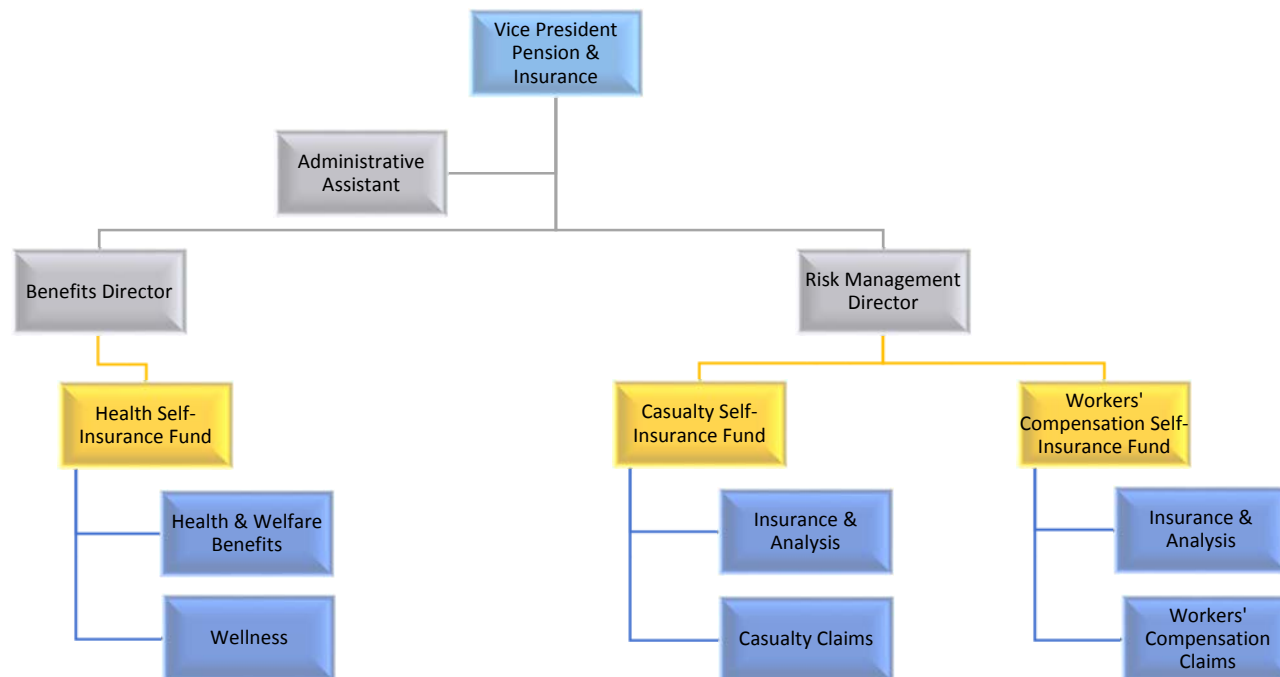 Vice President
Pension &
Insurance
Administrative
Assistant
Benefits Director
Risk Management
Director
Health Self-
Insurance Fund
Casualty Self-
Insurance Fund
Workers'
Compensation Self-
Insurance Fund
Health & Welfare
Benefits
Insurance &
Analysis
Insurance &
Analysis
Wellness
Casualty Claims
Workers'
Compensation
Claims